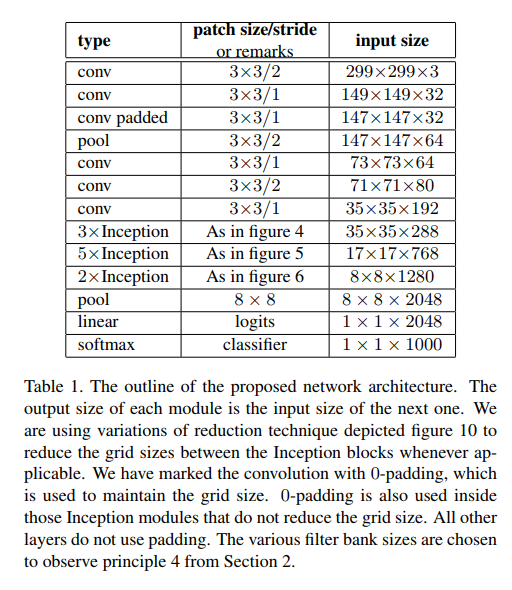 type patch size/stride or remarks input size
conv 3×3/2 299×299×3
conv 3×3/1 149×149×32
conv padded 3×3/1 147×147×32
pool 3×3/2 147×147×64
conv 3×3/1 73×73×64
conv 3×3/2 71×71×80
conv 3×3/1 35×35×192
3×Inception As in figure 4 35×35×288
5×Inception As in figure 5 17×17×768
2×Inception As in figure 6 8×8×1280
pool 8 × 8 8 × 8 × 2048
linear logits 1 × 1 × 2048
softmax classifier 1 × 1 × 1000
Table 1. The outline of the proposed network architecture. The
output size of each module is the input size of the next one. We
are using variations of reduction technique depicted figure 10 to
reduce the grid sizes between the Inception blocks whenever ap-
plicable. We have marked the convolution with 0-padding, which
is used to maintain the grid size. 0-padding is also used inside
those Inception modules that do not reduce the grid size. All other
layers do not use padding. The various filter bank sizes are chosen
to observe principle 4 from Section 2.